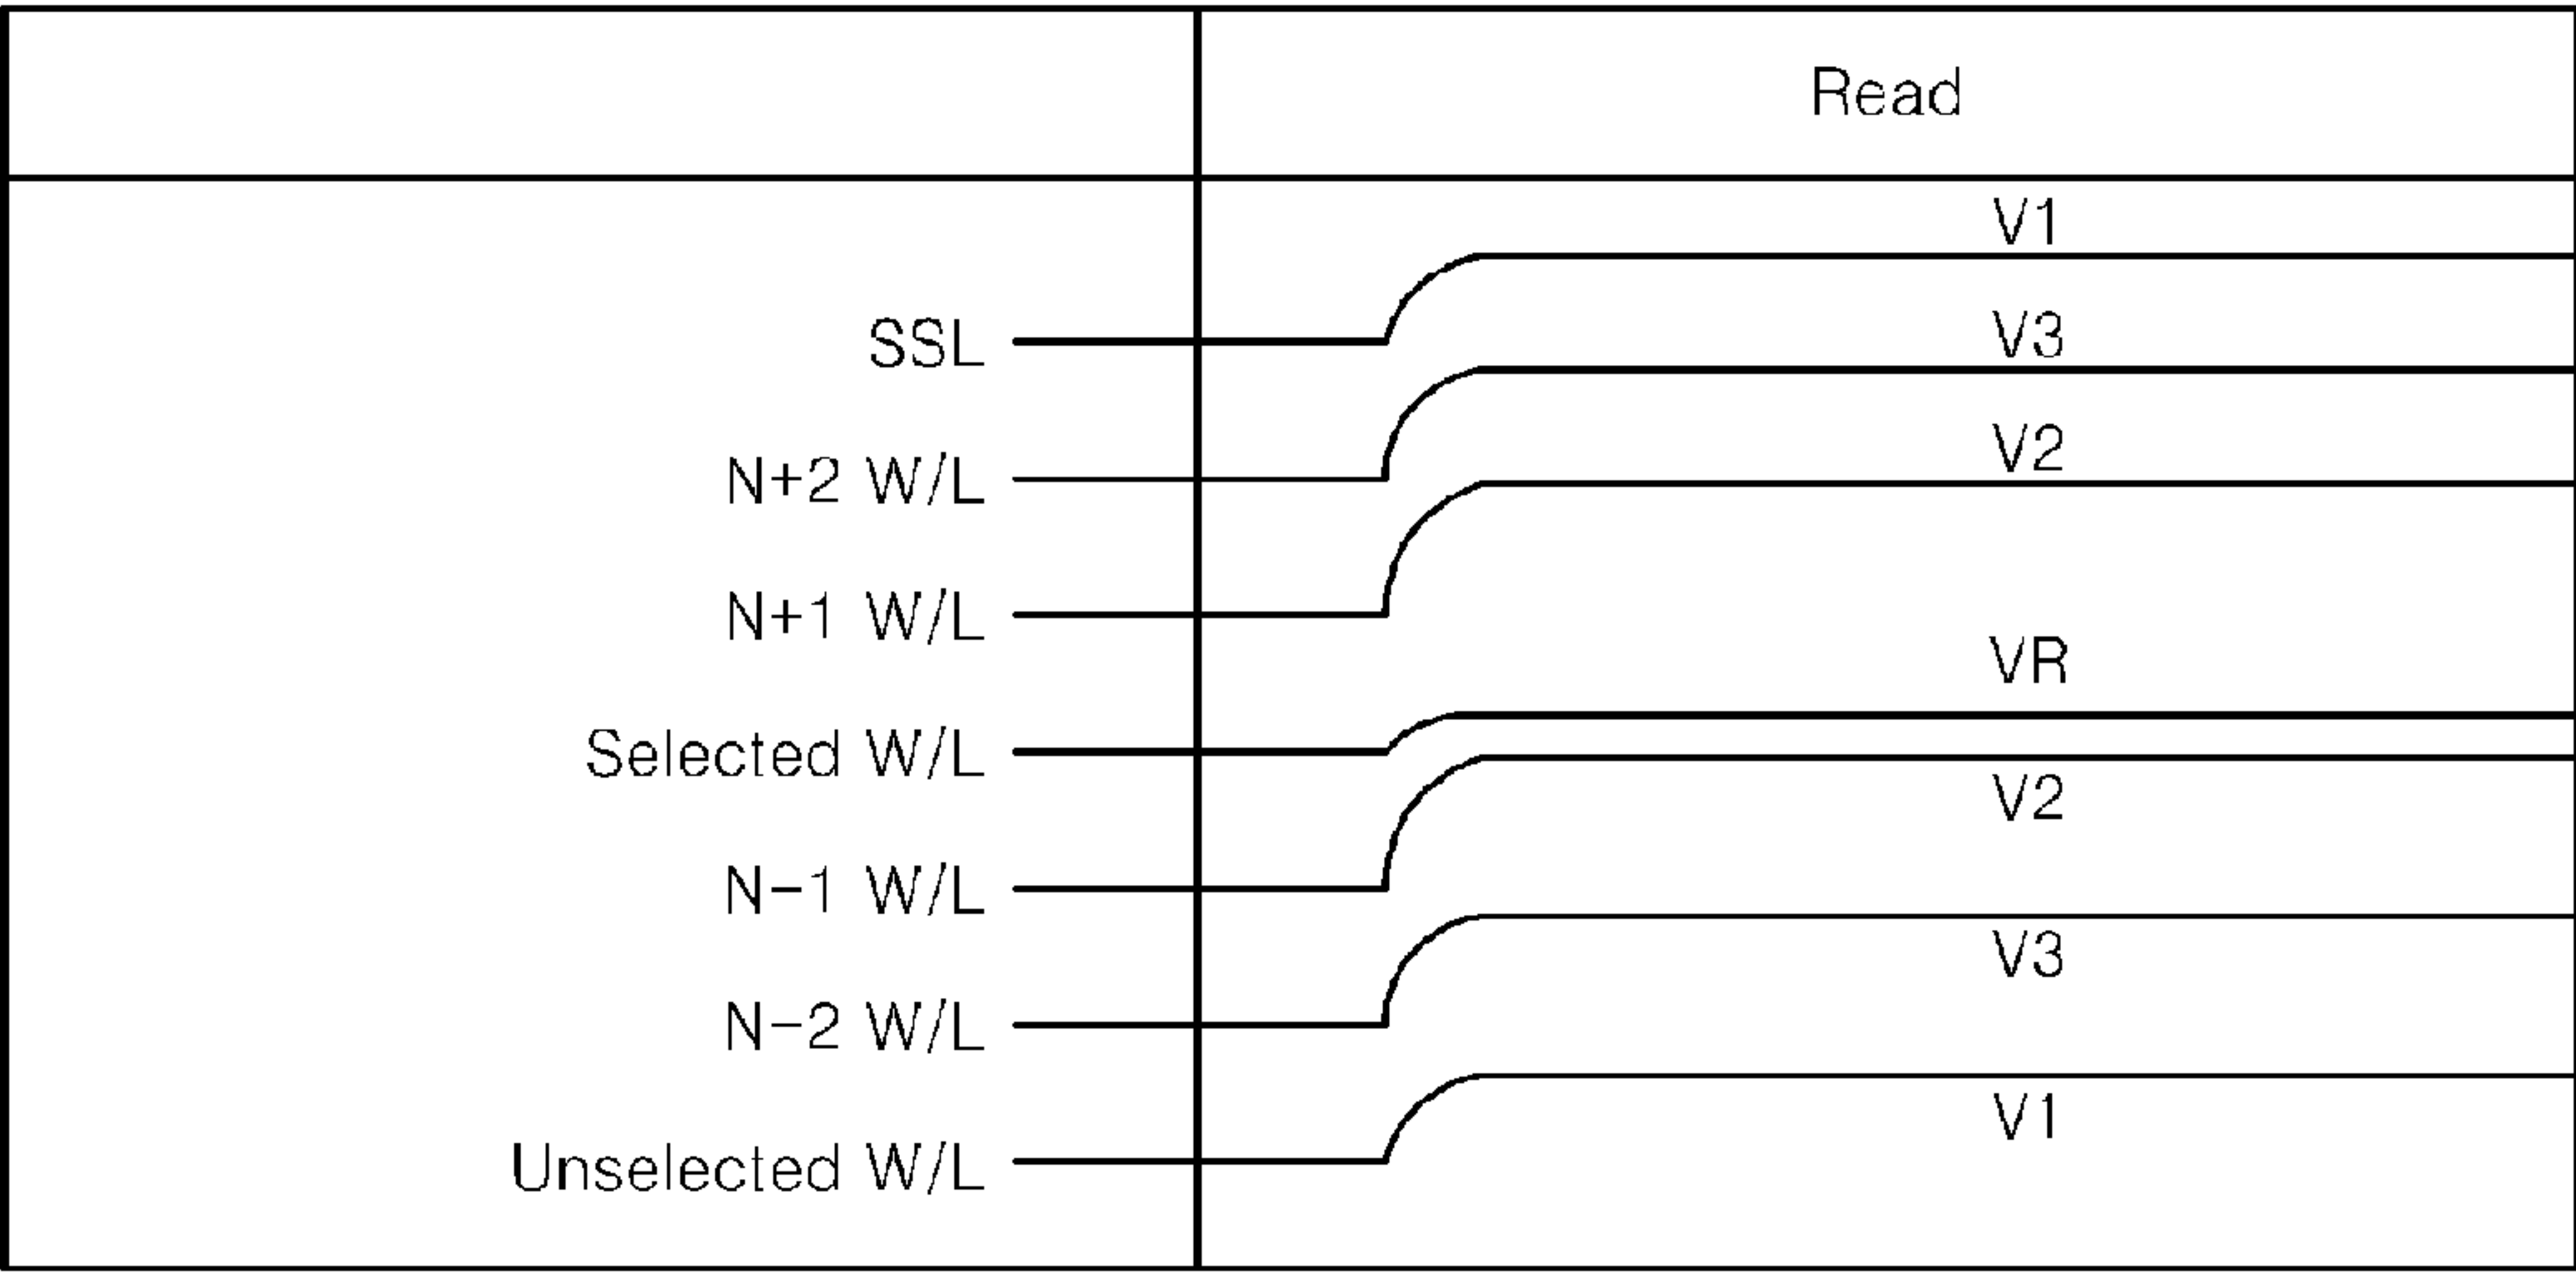 Read
V1
SSL
V3
N+2 W/L
V2
N+1 W/L
VR
Selected W/L
V2
N-1 W/L
V3
N-2 W/L
V1
Unselected W/L